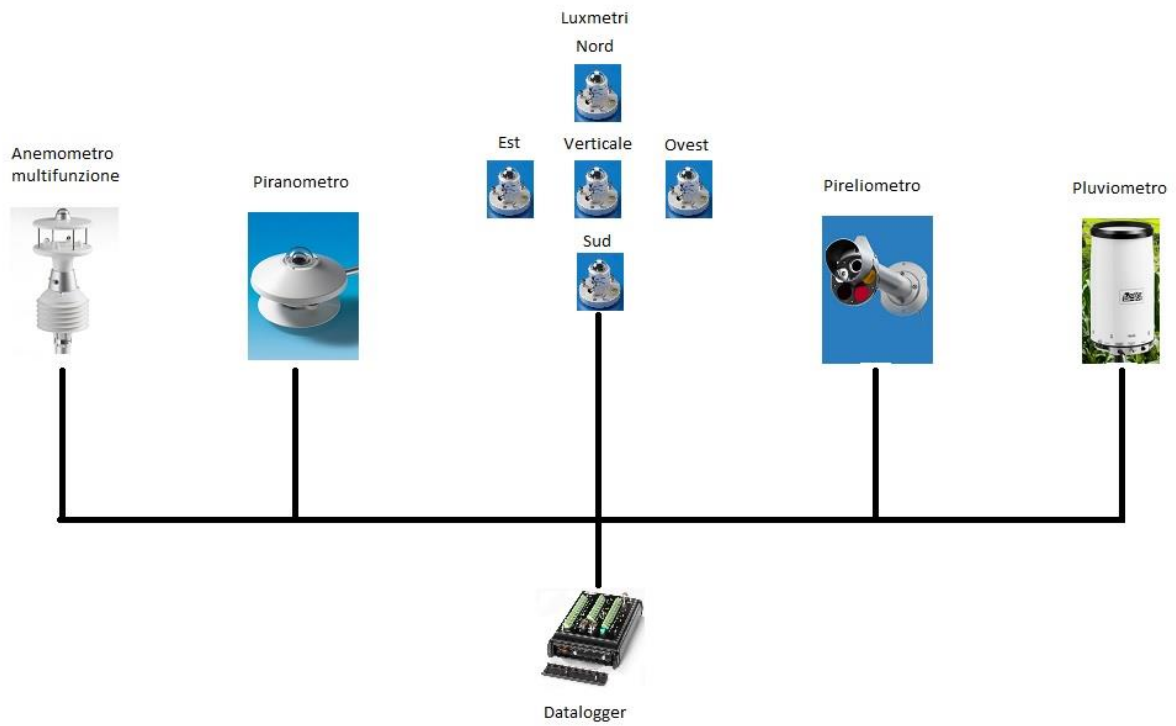 Luxmetri
Nord
Est
Verticale
Ovest
Anemometro
multifunzione
Piranometro
Pireliometro
Pluviometro
Sud
Datalogger